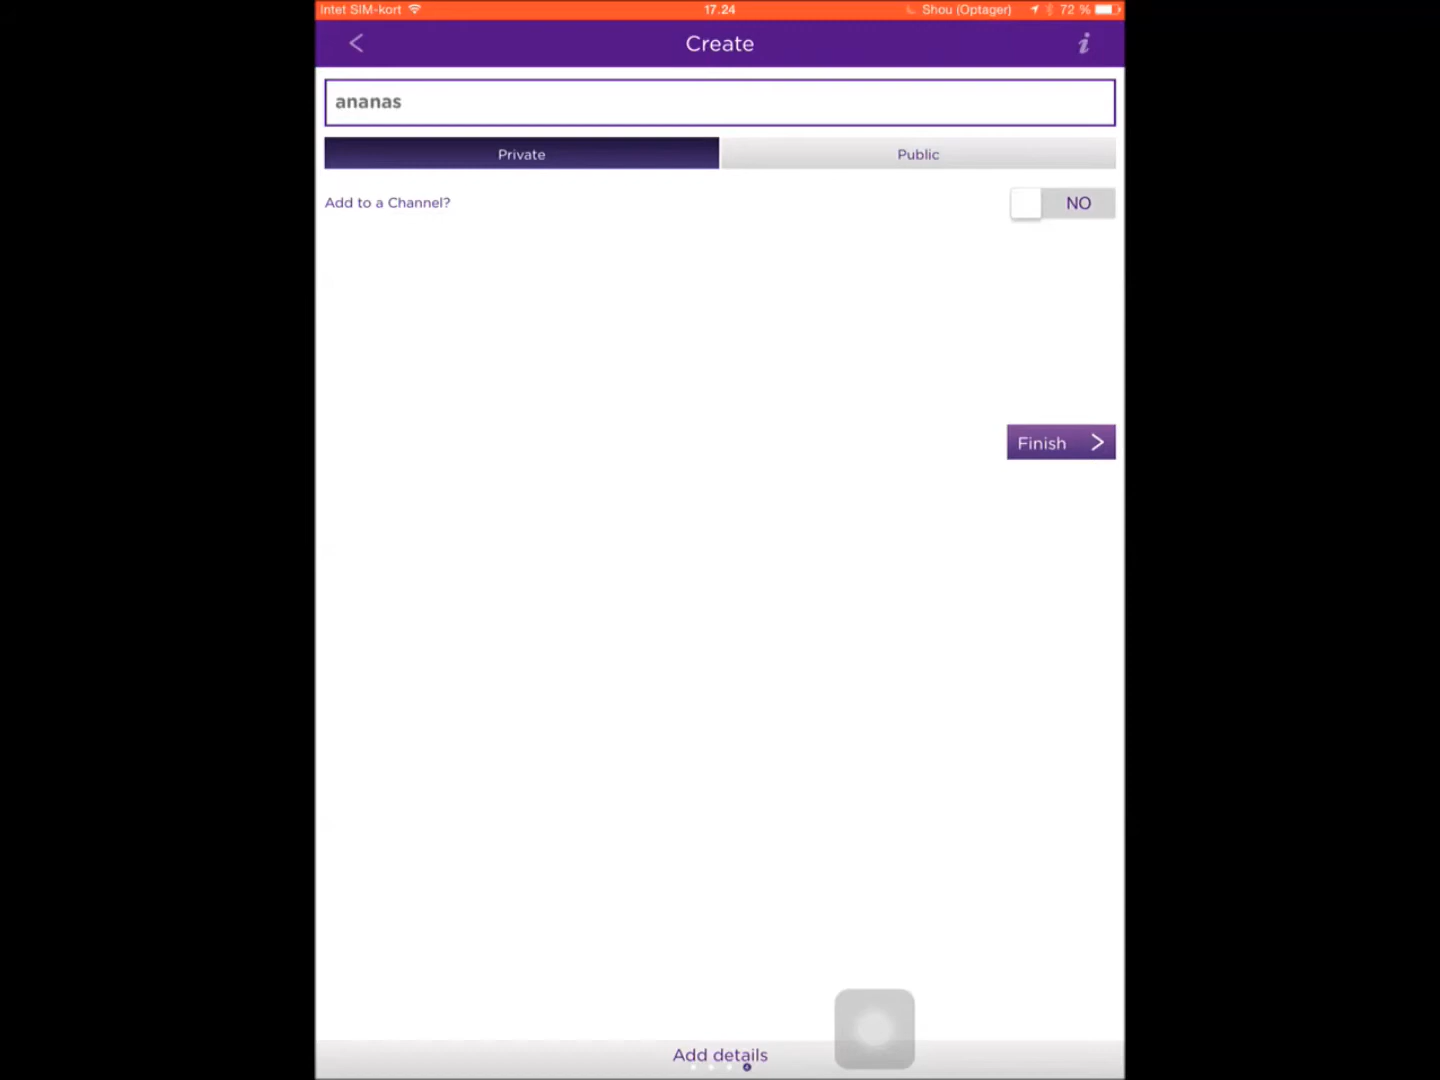 Intet SIM-kort 17.24 Shou (Optager) 72 %
Create
ananas
Private Public
Add to a Channel? NO
Finish
Add details